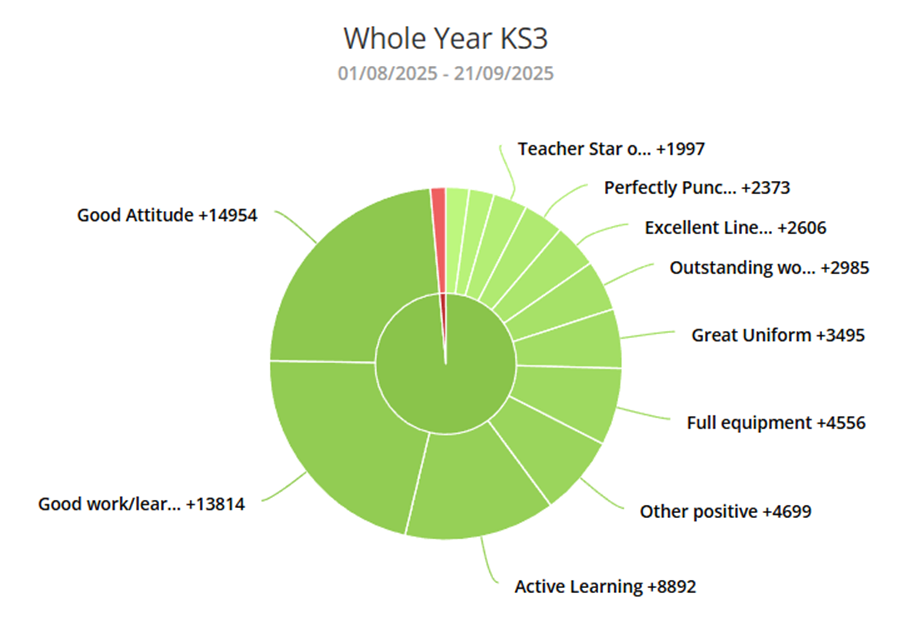 Whole Year KS3
01/08/2025 - 21/09/2025
Teacher Star o... +1997
Perfectly Punc... +2373
Good Attitude +14954
Excellent Line... +2606
Outstanding wo... +2985
Great Uniform +3495
Full equipment +4556
Good work/lear... +13814
Other positive +4699
Active Learning +8892